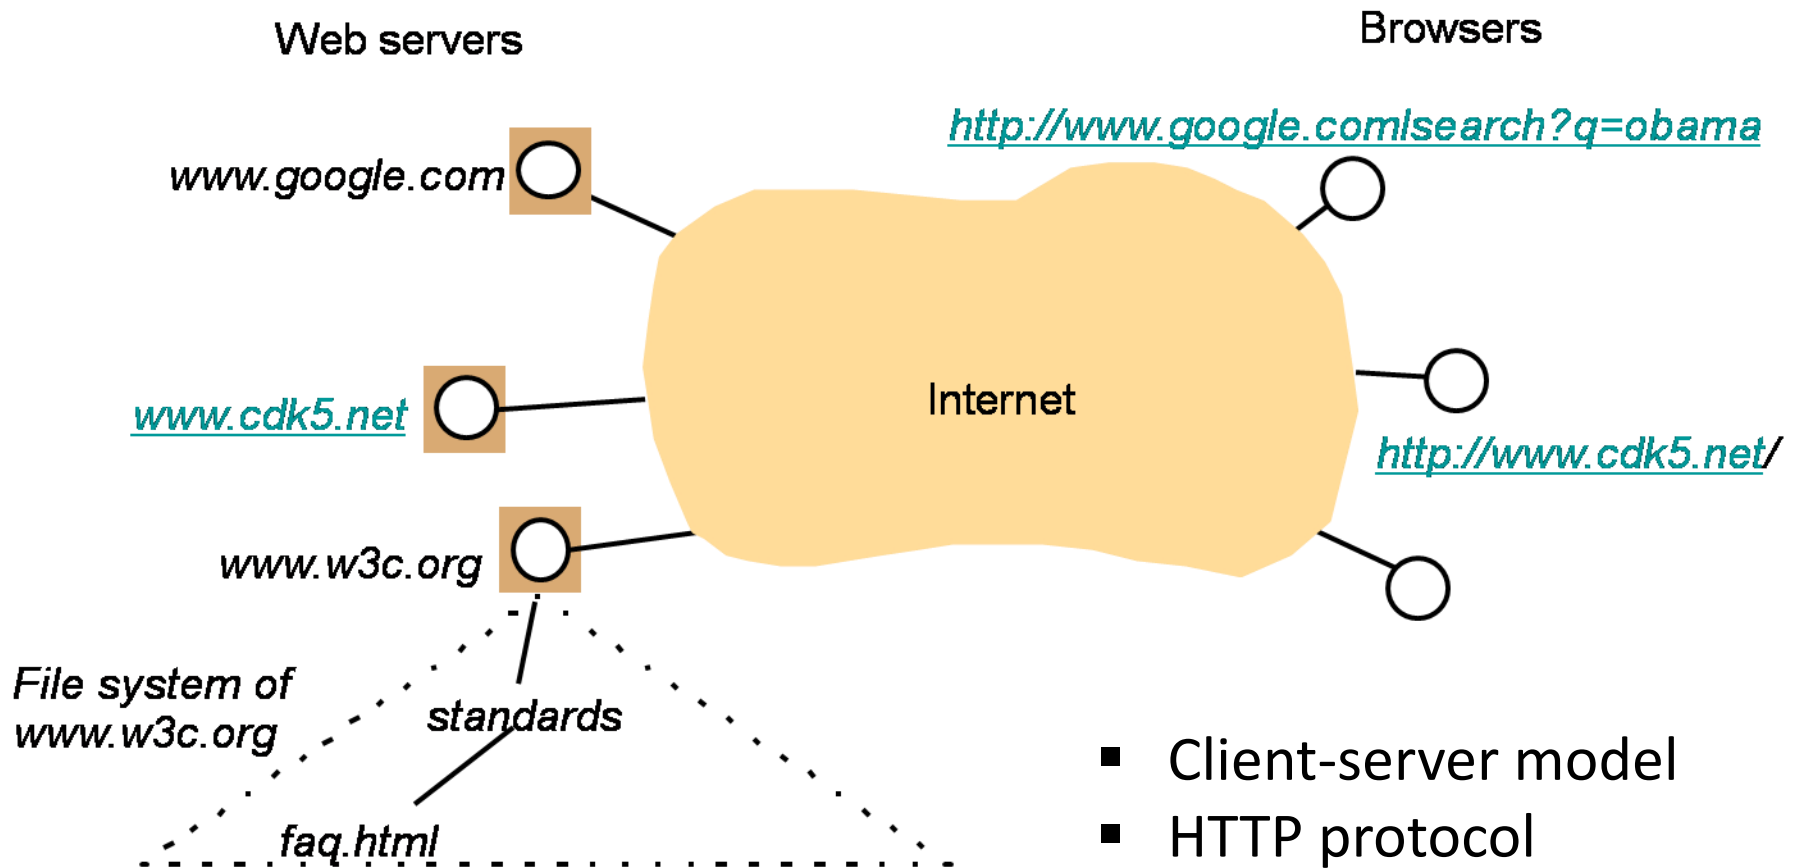 Web servers
Browsers
http://www.google.comlsearch?q=obama
www.google.com
Internet
www.cdk5.net
http://www.cdk5.net/
www.w3c.org
File system of
www.w3c.org
standards
faq.html
▪ Client-server model
▪ HTTP protocol